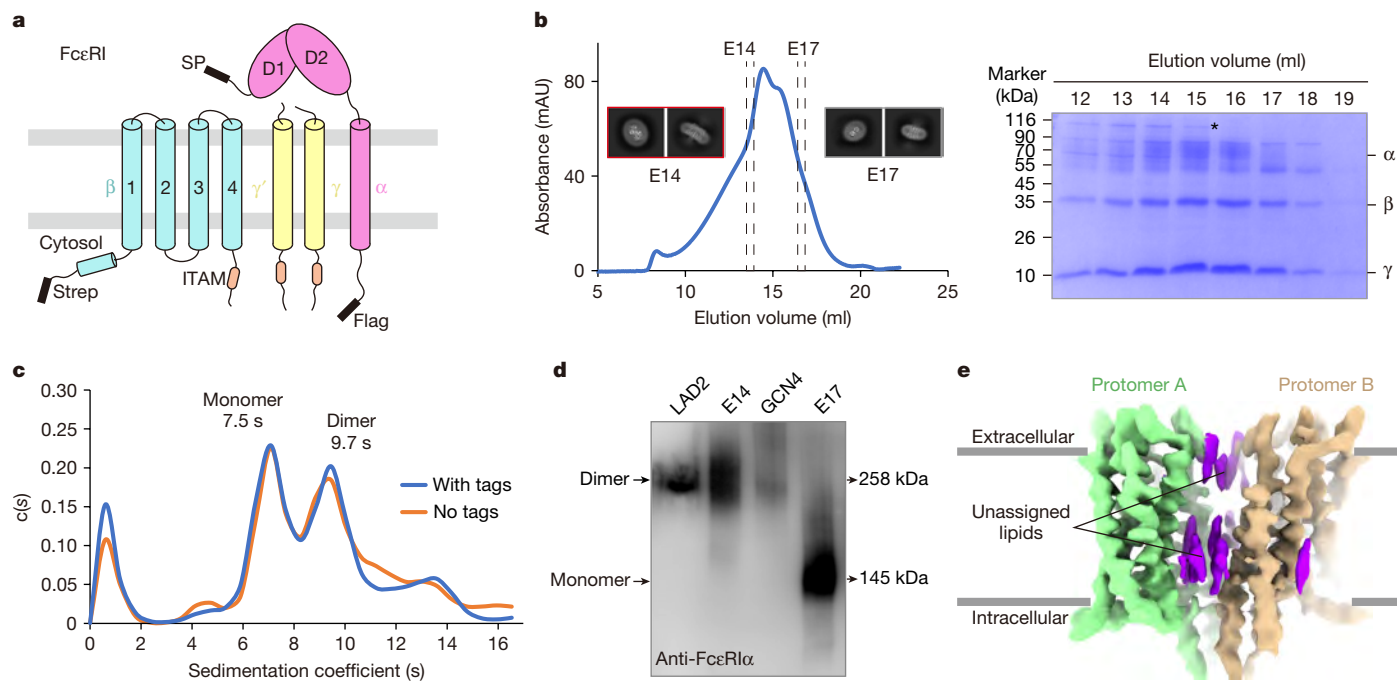 a
FcεRI
SP
D1
D2
β
1
2
3
4
γ′
γ
α
Cytosol
Strep
ITAM
Flag
b
E14
E17
Absorbance (mAU)
80
40
0
E14
E17
5
10
15
20
25
Elution volume (ml)
Elution volume (ml)
Marker
(kDa)
12 13 14 15 16 17 18 19
116
90
70
55
45
35
26
10
*
α
β
γ
c
0.30
0.25
0.20
0.15
0.10
0.05
0
c(s)
Monomer
7.5 s
Dimer
9.7 s
With tags
No tags
0 2 4 6 8 10 12 14 16
Sedimentation coefficient (s)
d
LAD2
E14
GCN4
E17
Dimer
258 kDa
Monomer
145 kDa
Anti-FcεRIα
e
Protomer A
Protomer B
Extracellular
Unassigned
lipids
Intracellular